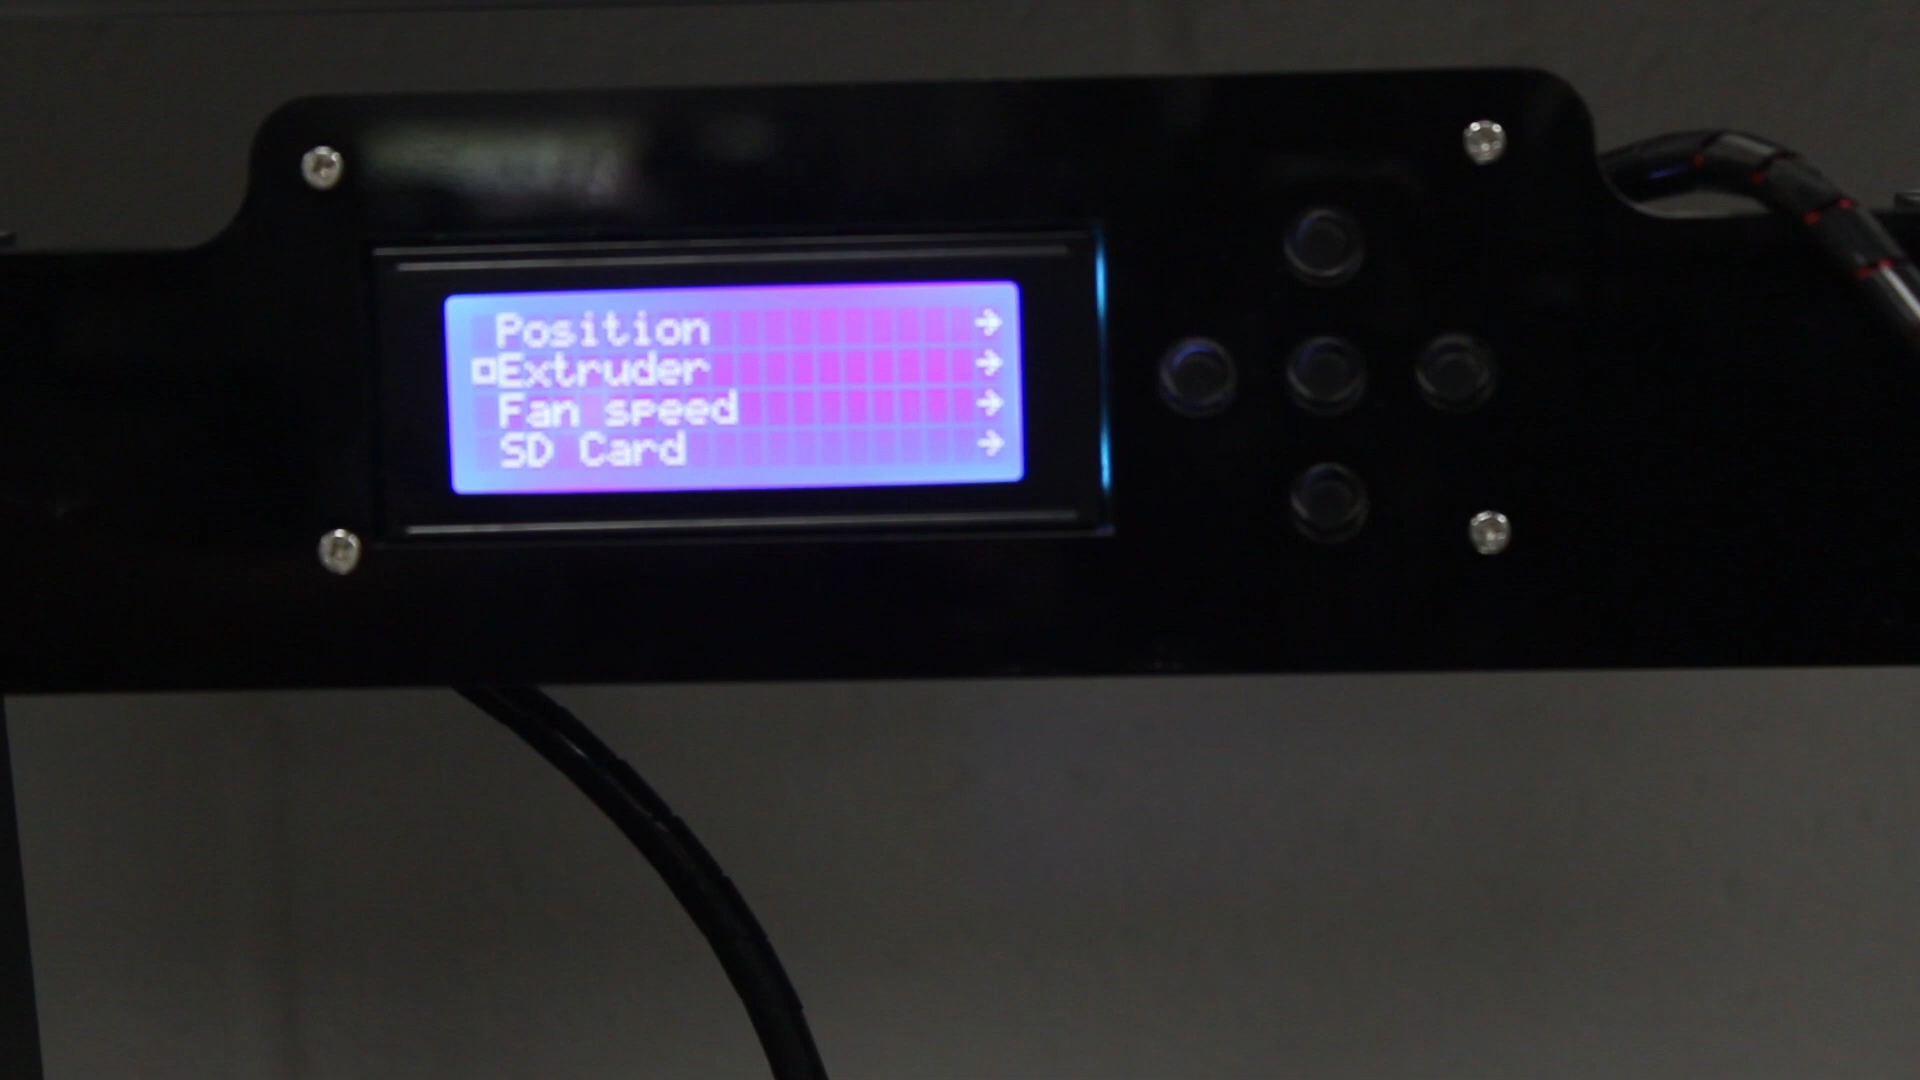 Position →
Extruder →
Fan speed →
SD Card →